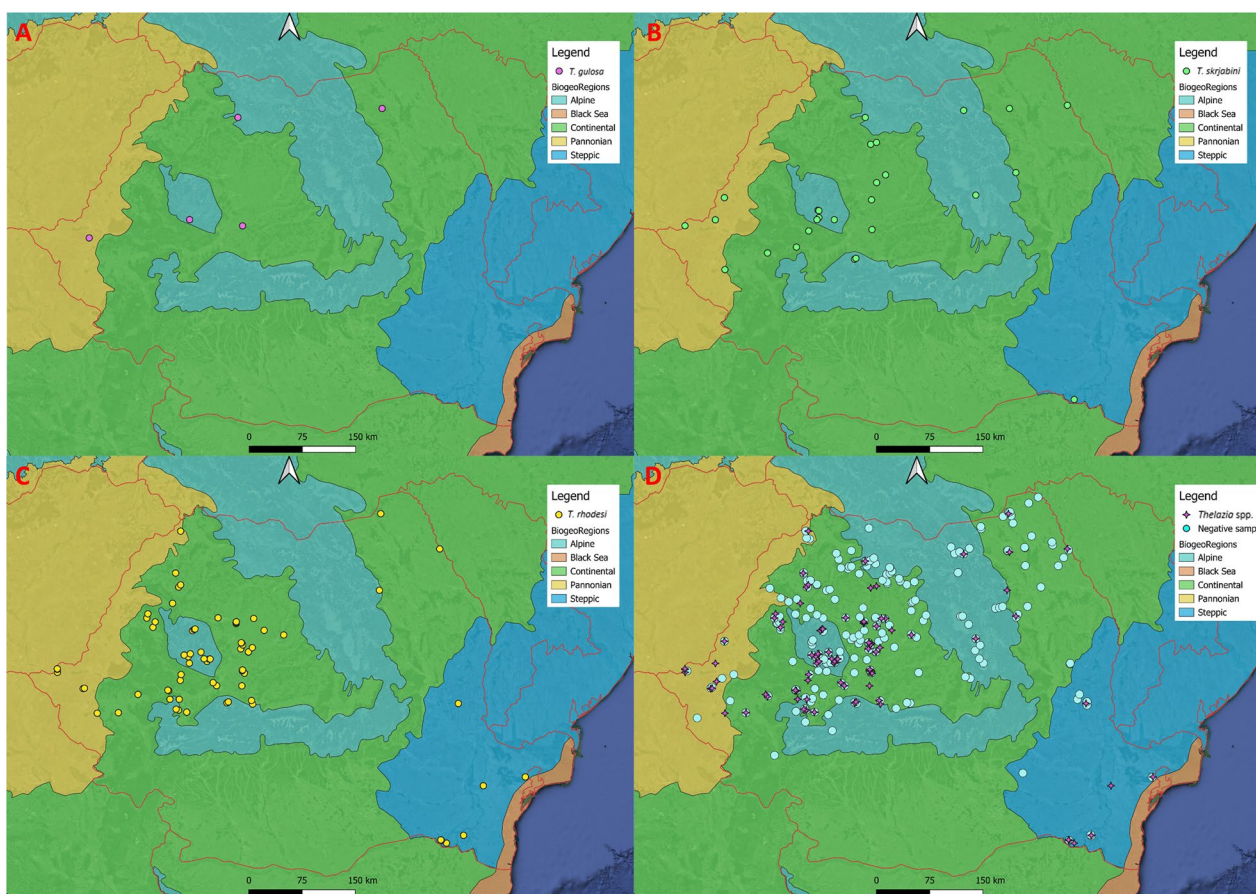 A
Legend
T. gulosa
BiogeoRegions
Alpine
Black Sea
Continental
Pannonian
Steppic
0 75 150 km
B
Legend
T. skrjabini
BiogeoRegions
Alpine
Black Sea
Continental
Pannonian
Steppic
0 75 150 km
C
Legend
T. rhodesi
BiogeoRegions
Alpine
Black Sea
Continental
Pannonian
Steppic
0 75 150 km
D
Legend
Thelazia spp.
Negative samp
BiogeoRegions
Alpine
Black Sea
Continental
Pannonian
Steppic
0 75 150 km